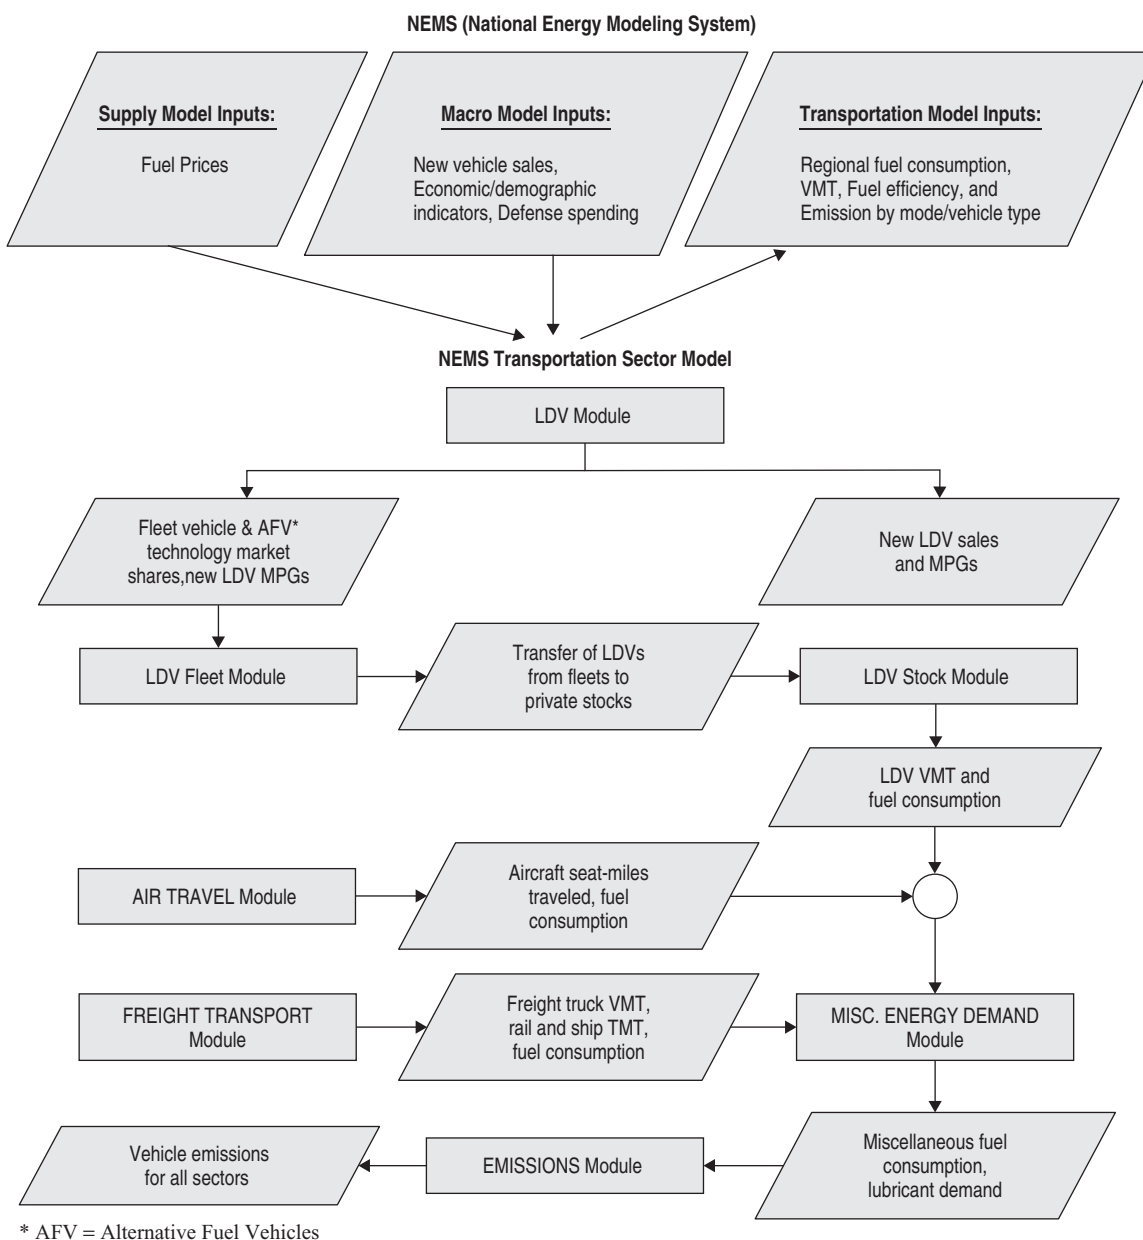 NEMS (National Energy Modeling System)
Supply Model Inputs:
Fuel Prices
Macro Model Inputs:
New vehicle sales,
Economic/demographic
indicators, Defense spending
Transportation Model Inputs:
Regional fuel consumption,
VMT, Fuel efficiency, and
Emission by mode/vehicle type
NEMS Transportation Sector Model
LDV Module
Fleet vehicle & AFV*
technology market
shares,new LDV MPGs
New LDV sales
and MPGs
LDV Fleet Module
Transfer of LDVs
from fleets to
private stocks
LDV Stock Module
LDV VMT and
fuel consumption
AIR TRAVEL Module
Aircraft seat-miles
traveled, fuel
consumption
FREIGHT TRANSPORT
Module
Freight truck VMT,
rail and ship TMT,
fuel consumption
MISC. ENERGY DEMAND
Module
Vehicle emissions
for all sectors
EMISSIONS Module
Miscellaneous fuel
consumption,
lubricant demand
* AFV = Alternative Fuel Vehicles